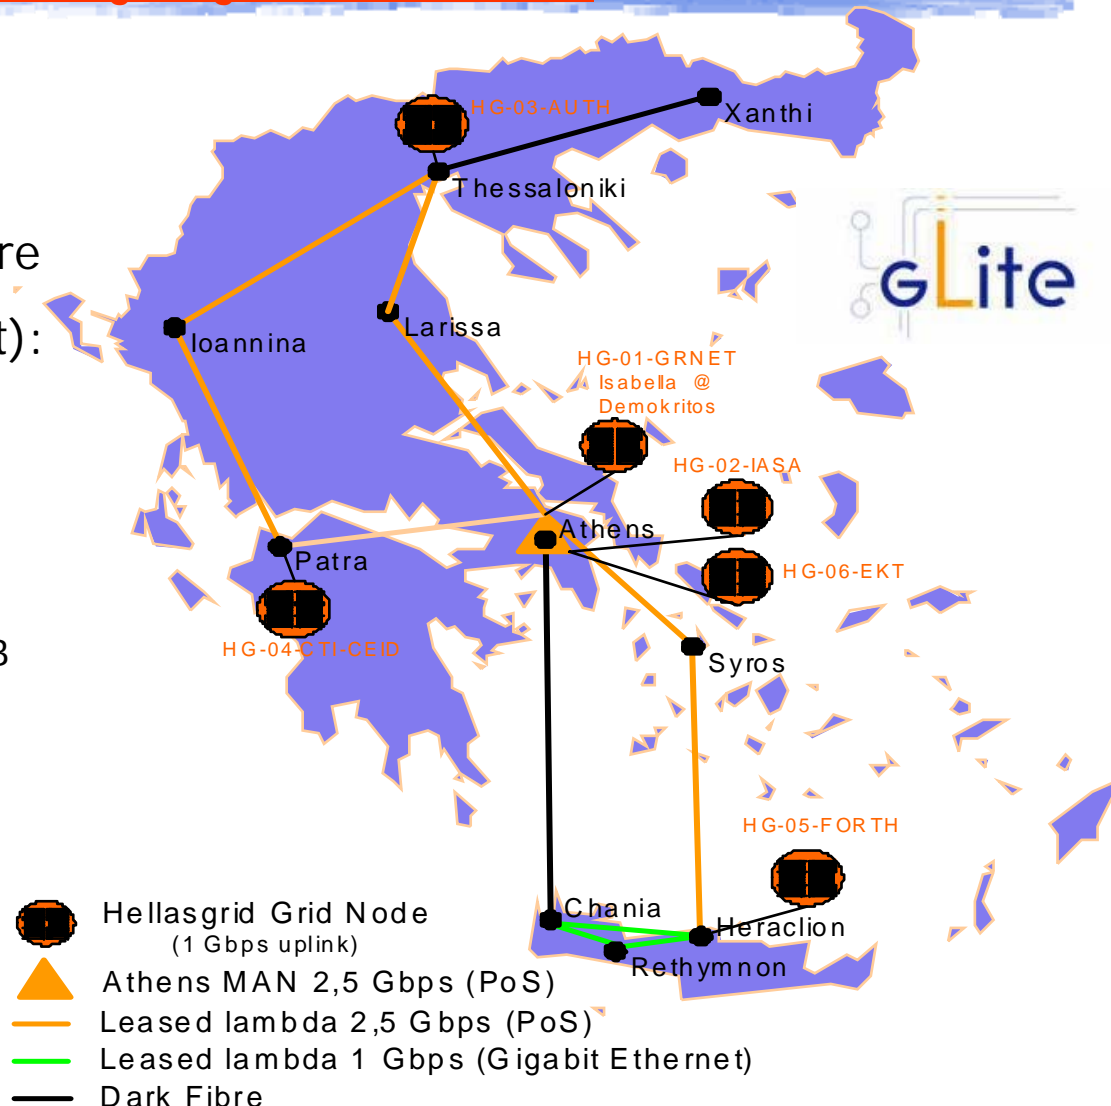 re
t):
B
HG-03-AUTH
Xanthi
Thessaloniki
gLite
Ioannina
Larissa
HG-01-GRNET
Isabella @
Demokritos
HG-02-IASA
Athens
HG-06-EKT
Patra
HG-04-CTI-CEID
Syros
HG-05-FORTH
Chania
Heraclion
Rethymnon
Hellasgrid Grid Node
(1 Gbps uplink)
Athens MAN 2,5 Gbps (PoS)
Leased lambda 2,5 Gbps (PoS)
Leased lambda 1 Gbps (Gigabit Ethernet)
Dark Fibre